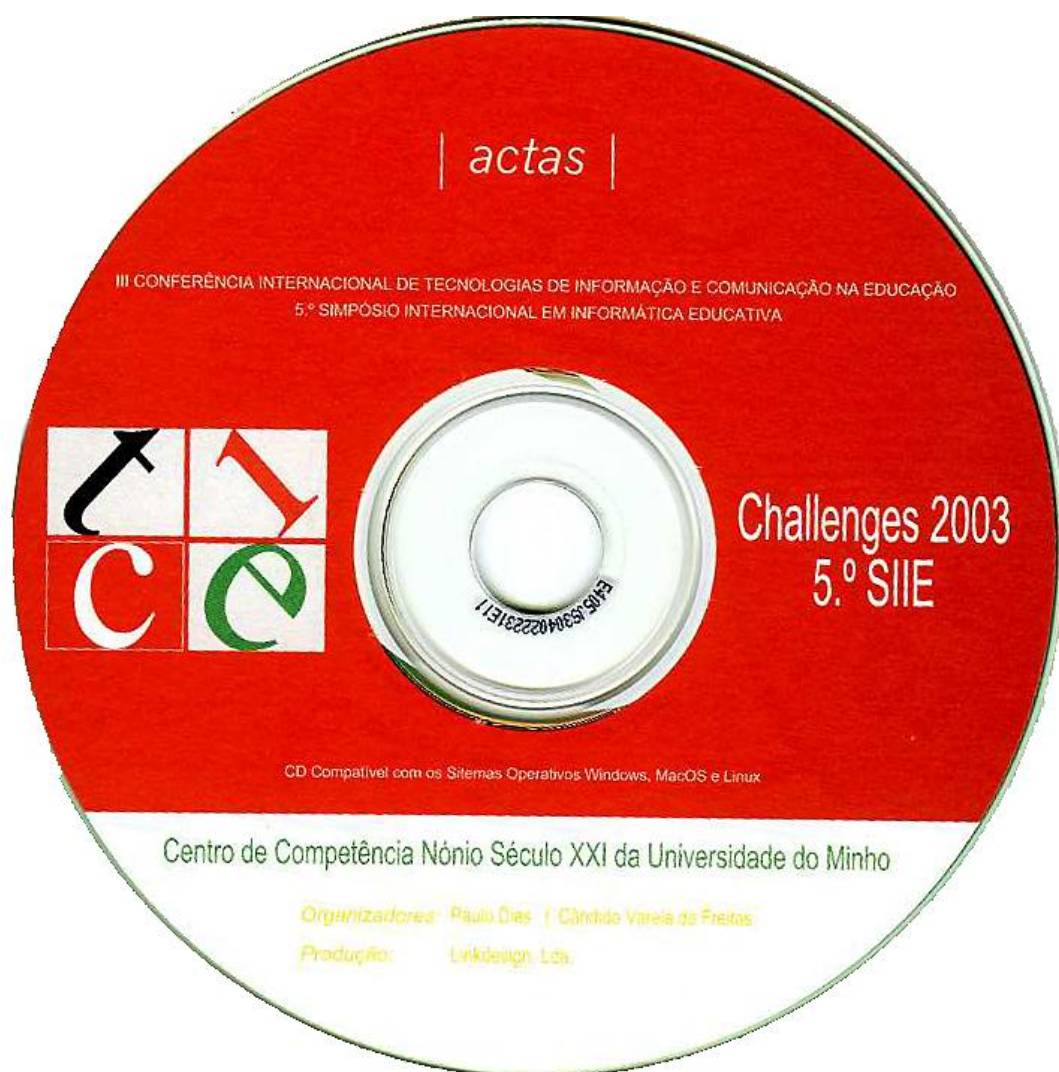 | actas |
III CONFERÊNCIA INTERNACIONAL DE TECNOLOGIAS DE INFORMAÇÃO E COMUNICAÇÃO NA EDUCAÇÃO
5.º SIMPÓSIO INTERNACIONAL EM INFORMÁTICA EDUCATIVA
t i
c e
Challenges 2003
5.º SIIE
CD Compatível com os Sitemas Operativos Windows, MacOS e Linux
Centro de Competência Nónio Século XXI da Universidade do Minho
Organizadores: Paulo Dias | Cândido Varela de Freitas
Produção: Linkdesign, Lda.